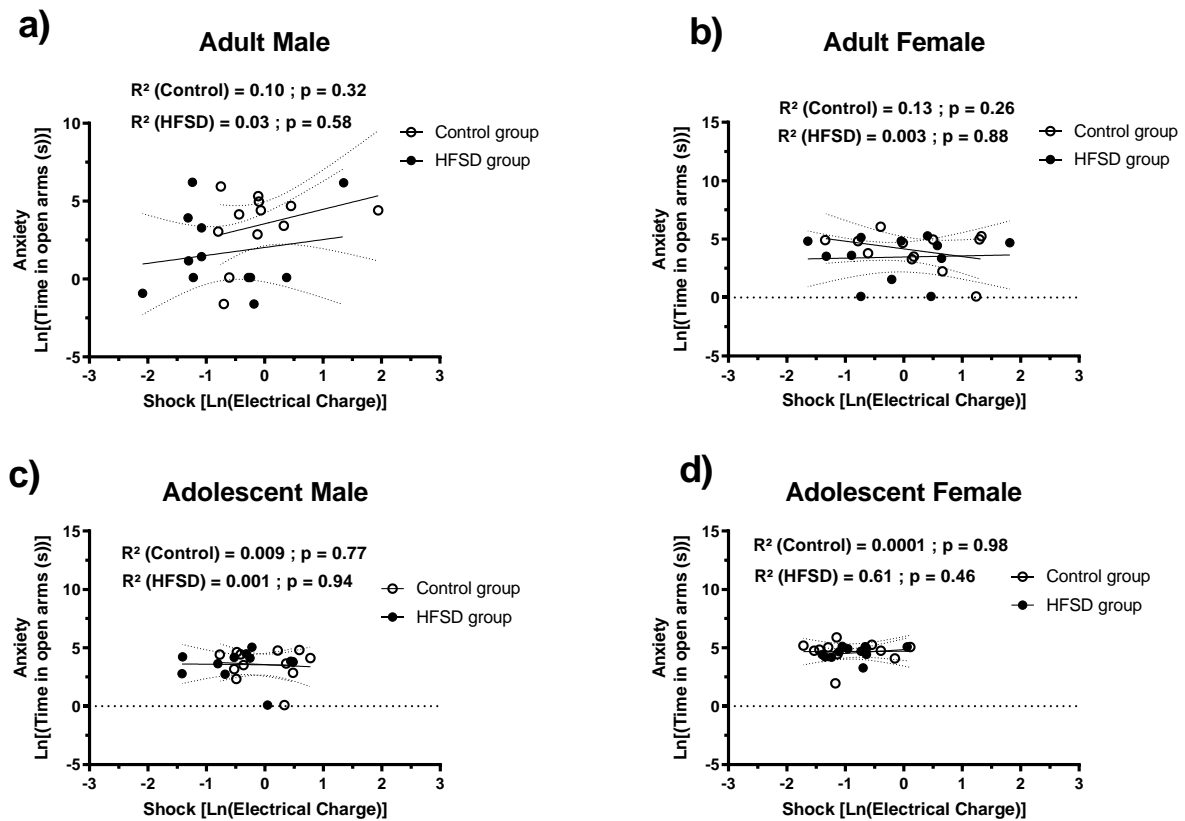 a)
Adult Male
R² (Control) = 0.10 ; p = 0.32
R² (HFSD) = 0.03 ; p = 0.58
Control group
HFSD group
10
5
0
-5
Anxiety
Ln[(Time in open arms (s))]
-3 -2 -1 0 1 2 3
Shock [Ln(Electrical Charge)]
b)
Adult Female
R² (Control) = 0.13 ; p = 0.26
R² (HFSD) = 0.003 ; p = 0.88
Control group
HFSD group
15
10
5
0
-5
Anxiety
Ln[(Time in open arms (s))]
-3 -2 -1 0 1 2 3
Shock [Ln(Electrical Charge)]
c)
Adolescent Male
R² (Control) = 0.009 ; p = 0.77
R² (HFSD) = 0.001 ; p = 0.94
Control group
HFSD group
15
10
5
0
-5
Anxiety
Ln[(Time in open arms (s))]
-3 -2 -1 0 1 2 3
Shock [Ln(Electrical Charge)]
d)
Adolescent Female
R² (Control) = 0.0001 ; p = 0.98
R² (HFSD) = 0.61 ; p = 0.46
Control group
HFSD group
15
10
5
0
-5
Anxiety
Ln[(Time in open arms (s))]
-3 -2 -1 0 1 2 3
Shock [Ln(Electrical Charge)]